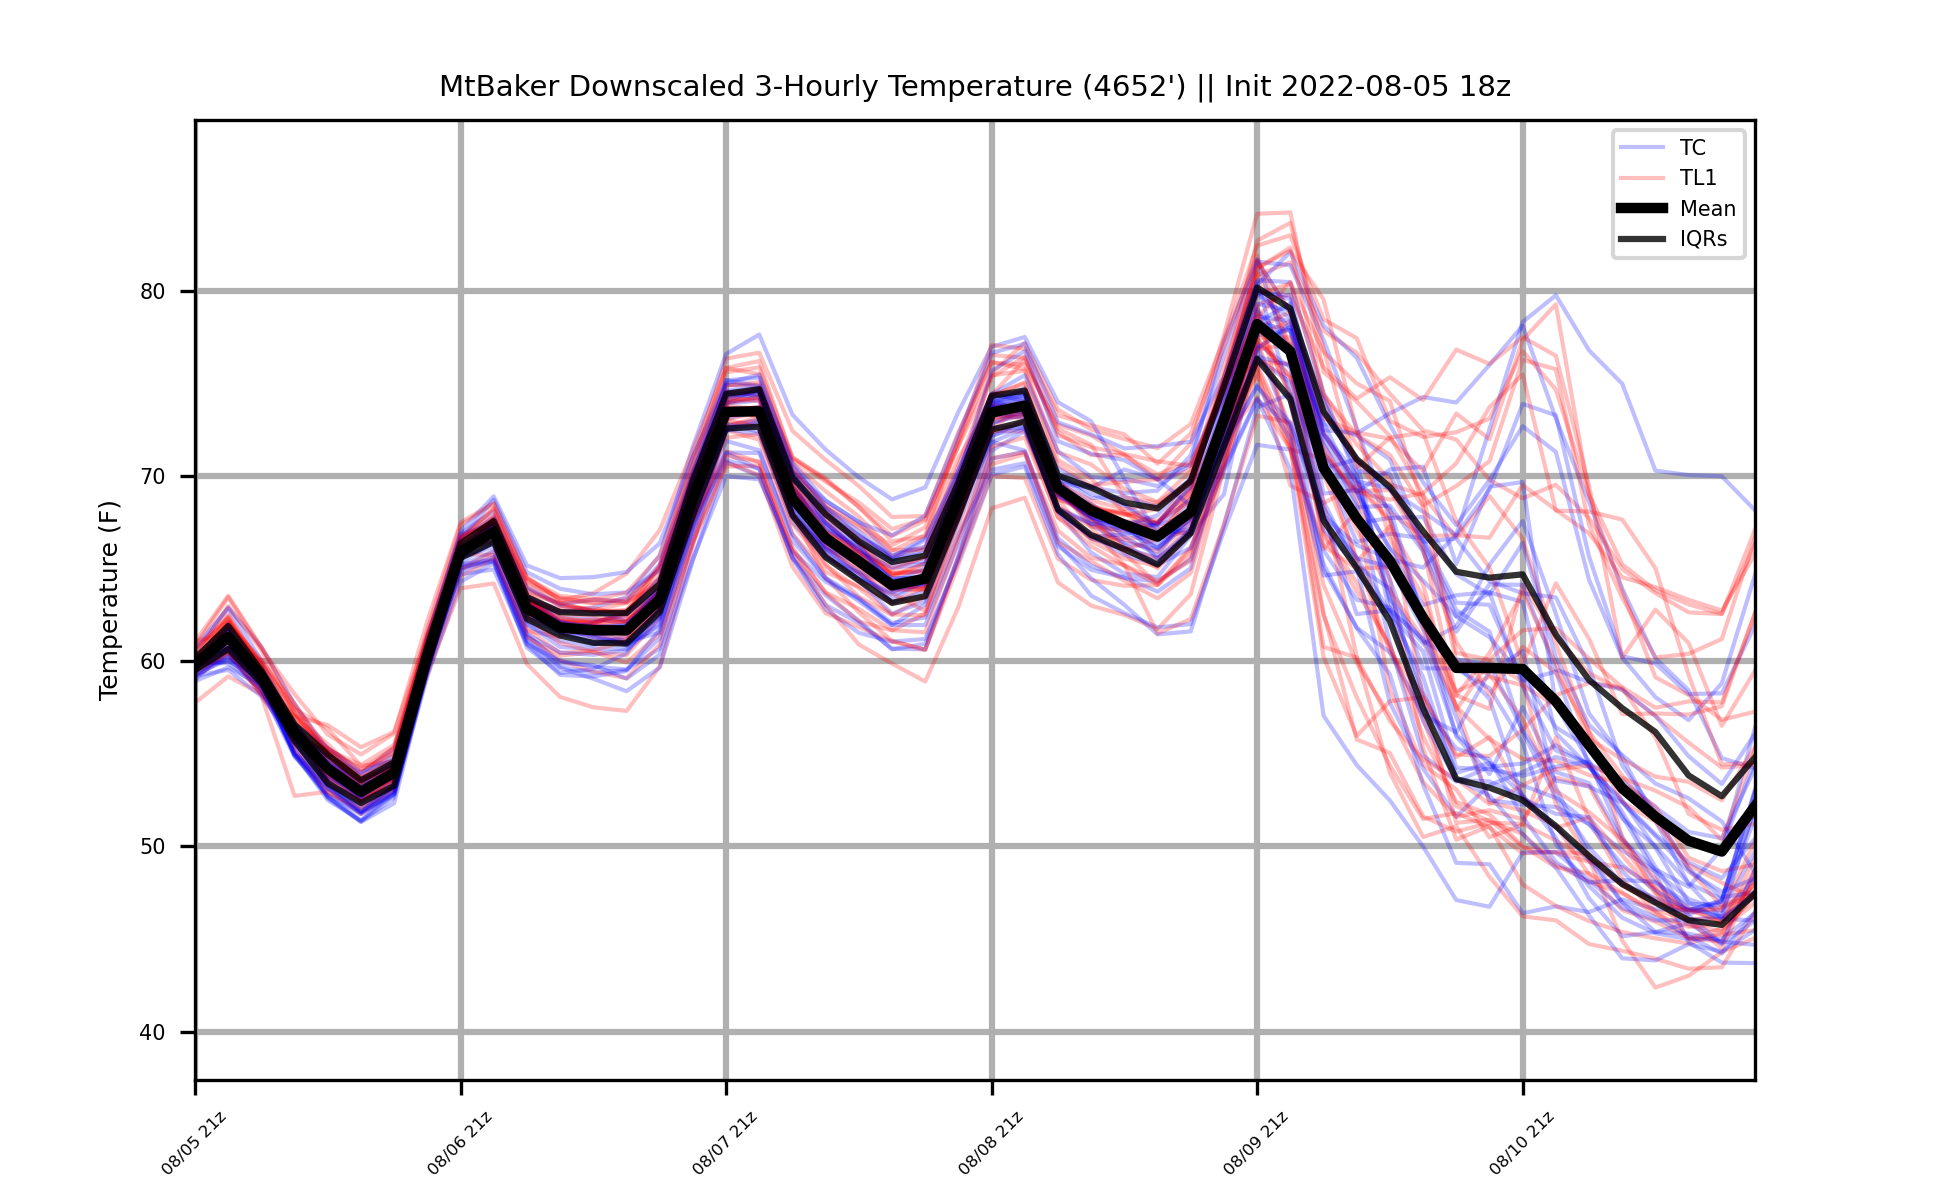 MtBaker Downscaled 3-Hourly Temperature (4652') || Init 2022-08-05 18z
TC
TL1
Mean
IQRs
Temperature (F)
80
70
60
50
40
08/05 21z
08/06 21z
08/07 21z
08/08 21z
08/09 21z
08/10 21z